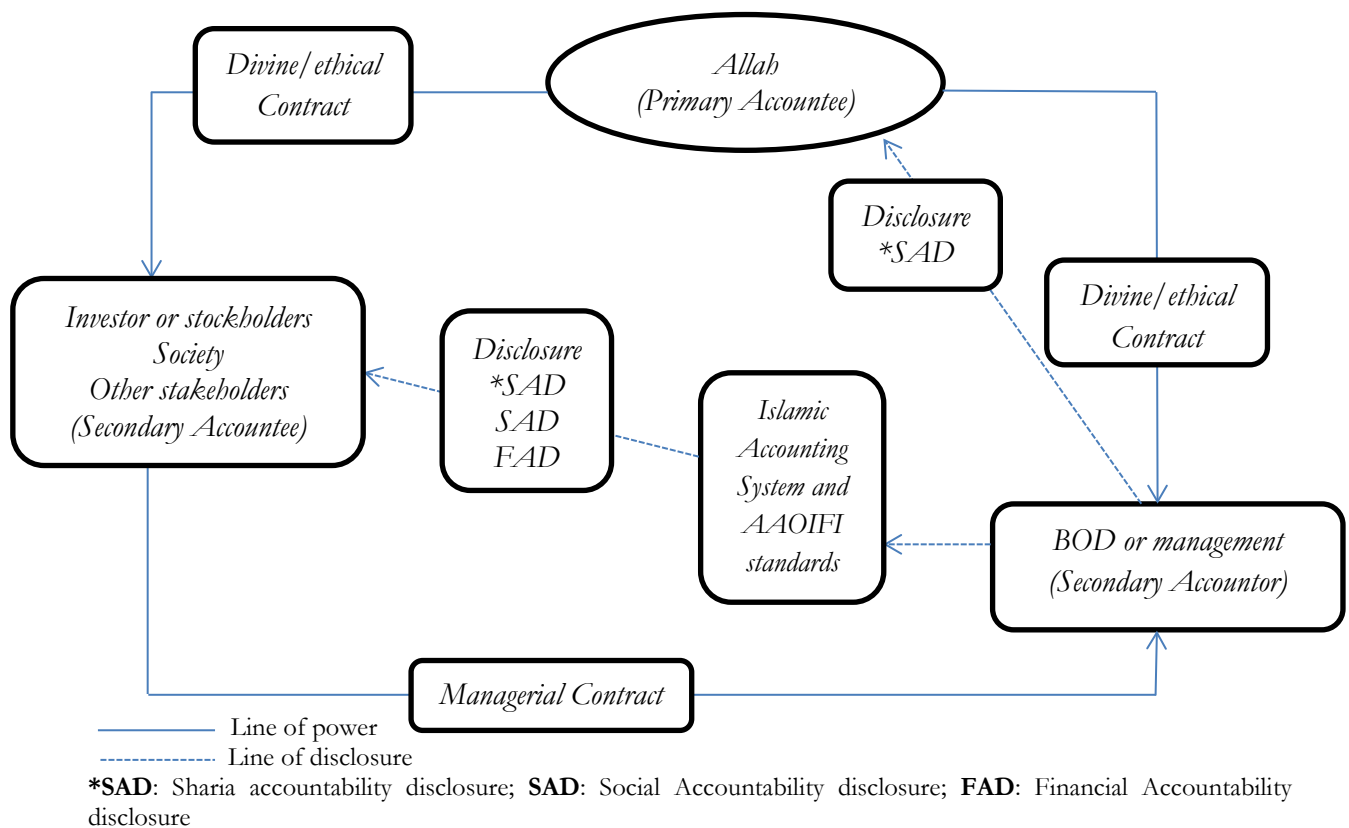 Divine/ethical
Contract
Allah
(Primary Accountee)
Disclosure
*SAD
Divine/ethical
Contract
Investor or stockholders
Society
Other stakeholders
(Secondary Accountee)
Disclosure
*SAD
SAD
FAD
Islamic
Accounting
System and
AAOIFI
standards
BOD or management
(Secondary Accountor)
Managerial Contract
Line of power
Line of disclosure
*SAD: Sharia accountability disclosure; SAD: Social Accountability disclosure; FAD: Financial Accountability
disclosure